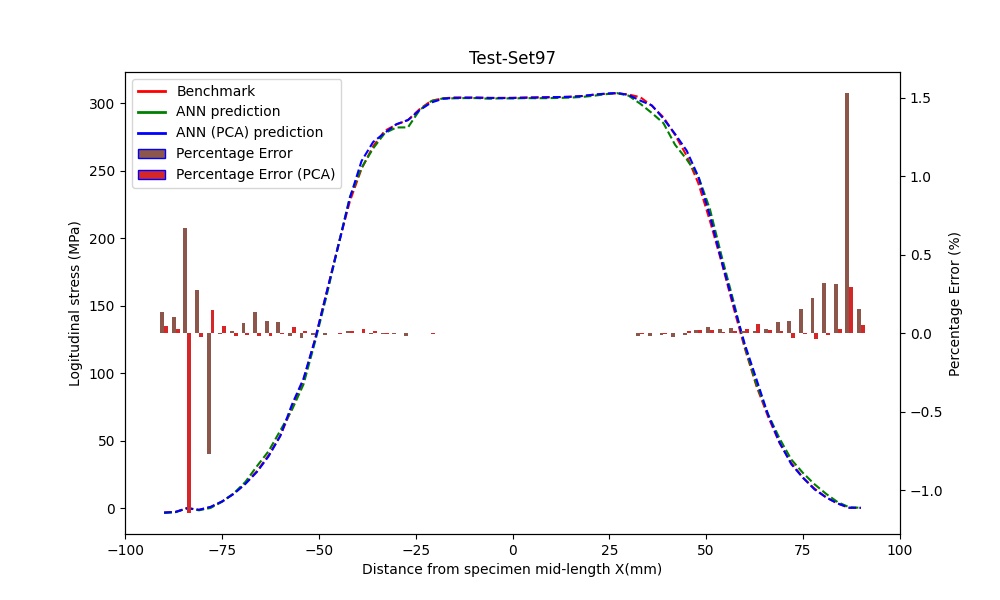 Test-Set97
Benchmark
ANN prediction
ANN (PCA) prediction
Percentage Error
Percentage Error (PCA)
Logitudinal stress (MPa)
300
250
200
150
100
50
0
1.5
1.0
0.5
0.0
−0.5
−1.0
Percentage Error (%)
−100 −75 −50 −25 0 25 50 75 100
Distance from specimen mid-length X(mm)